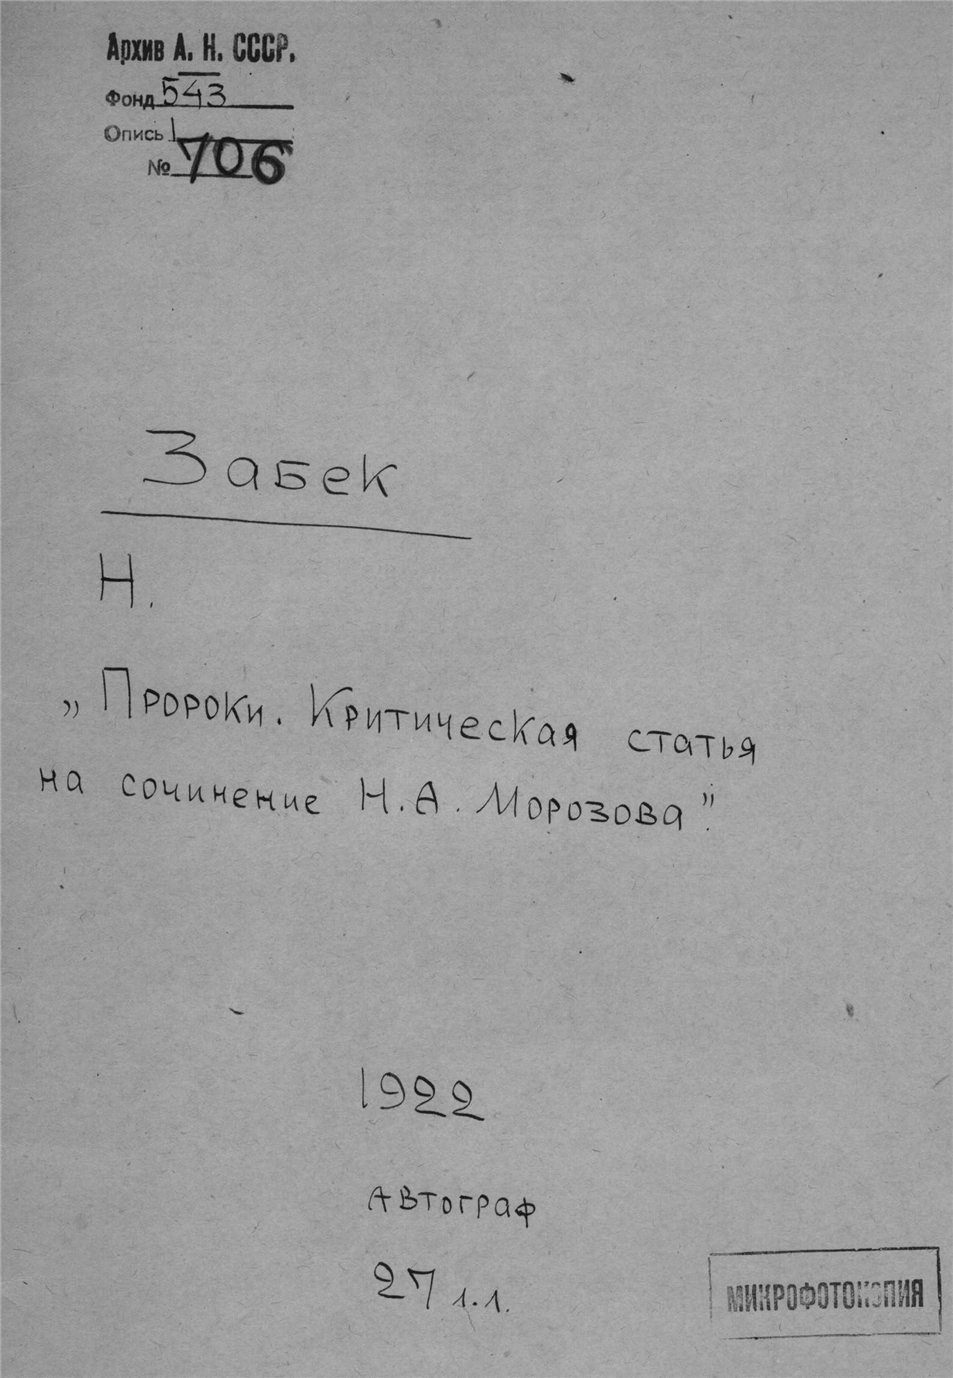 Архив А. Н. СССР.
Фонд 543
Опись 1
№ 706
Забек
Н.
„Пророки. Критическая статья
на сочинение Н. А. Морозова".
1922
Автограф
27 л.л.
МИКРОФОТОКОПИЯ